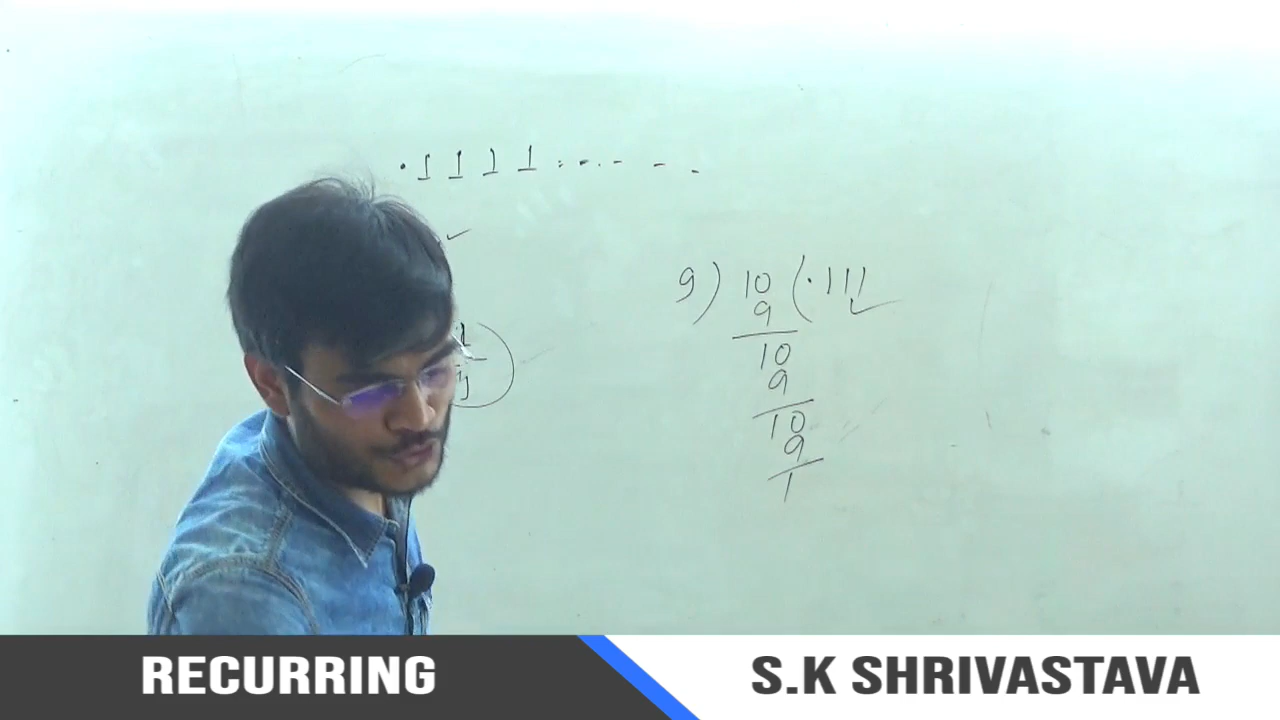 .1111 :-.- - .
9) 10 (.111
9
10
9
10
9
1
RECURRING
S.K SHRIVASTAVA